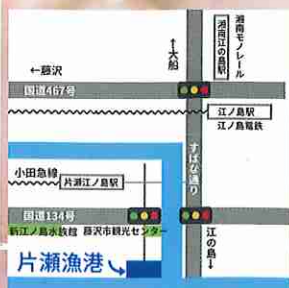 湘南モノレール
湘南江の島駅
↑大船
←藤沢
国道467号
江ノ島駅
江ノ島電鉄
すばな通り
小田急線
片瀬江ノ島駅
国道134号
新江ノ島水族館 藤沢市観光センター
江の島↓
片瀬漁港